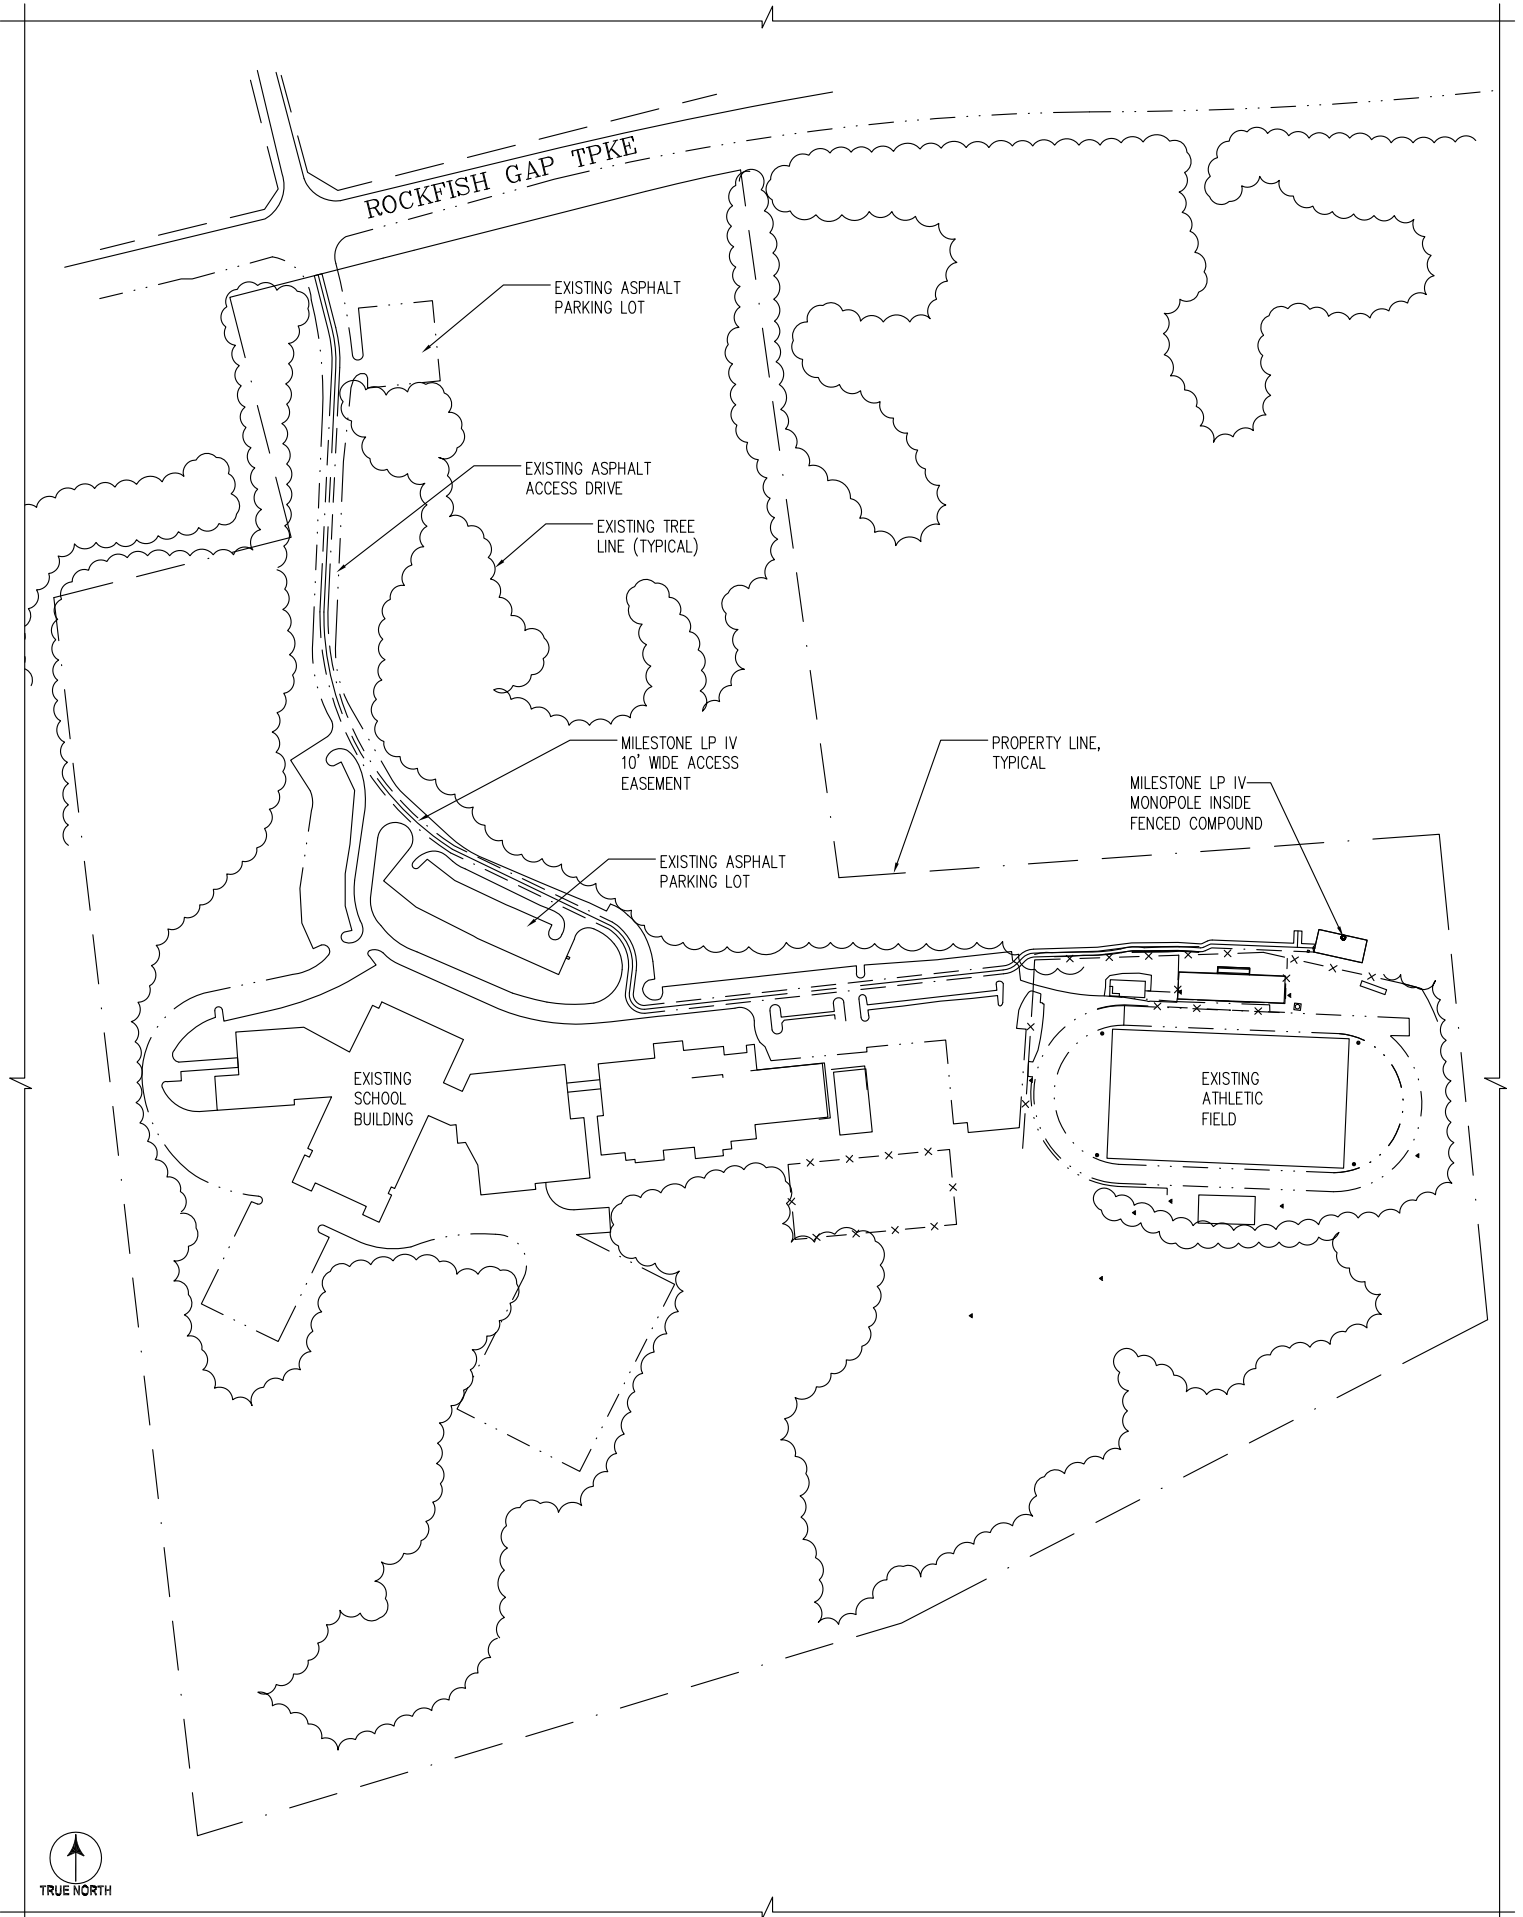 ROCKFISH GAP TPKE
EXISTING ASPHALT
PARKING LOT
EXISTING ASPHALT
ACCESS DRIVE
EXISTING TREE
LINE (TYPICAL)
MILESTONE LP IV
10' WIDE ACCESS
EASEMENT
PROPERTY LINE,
TYPICAL
MILESTONE LP IV
MONOPOLE INSIDE
FENCED COMPOUND
EXISTING ASPHALT
PARKING LOT
EXISTING
SCHOOL
BUILDING
EXISTING
ATHLETIC
FIELD
TRUE NORTH